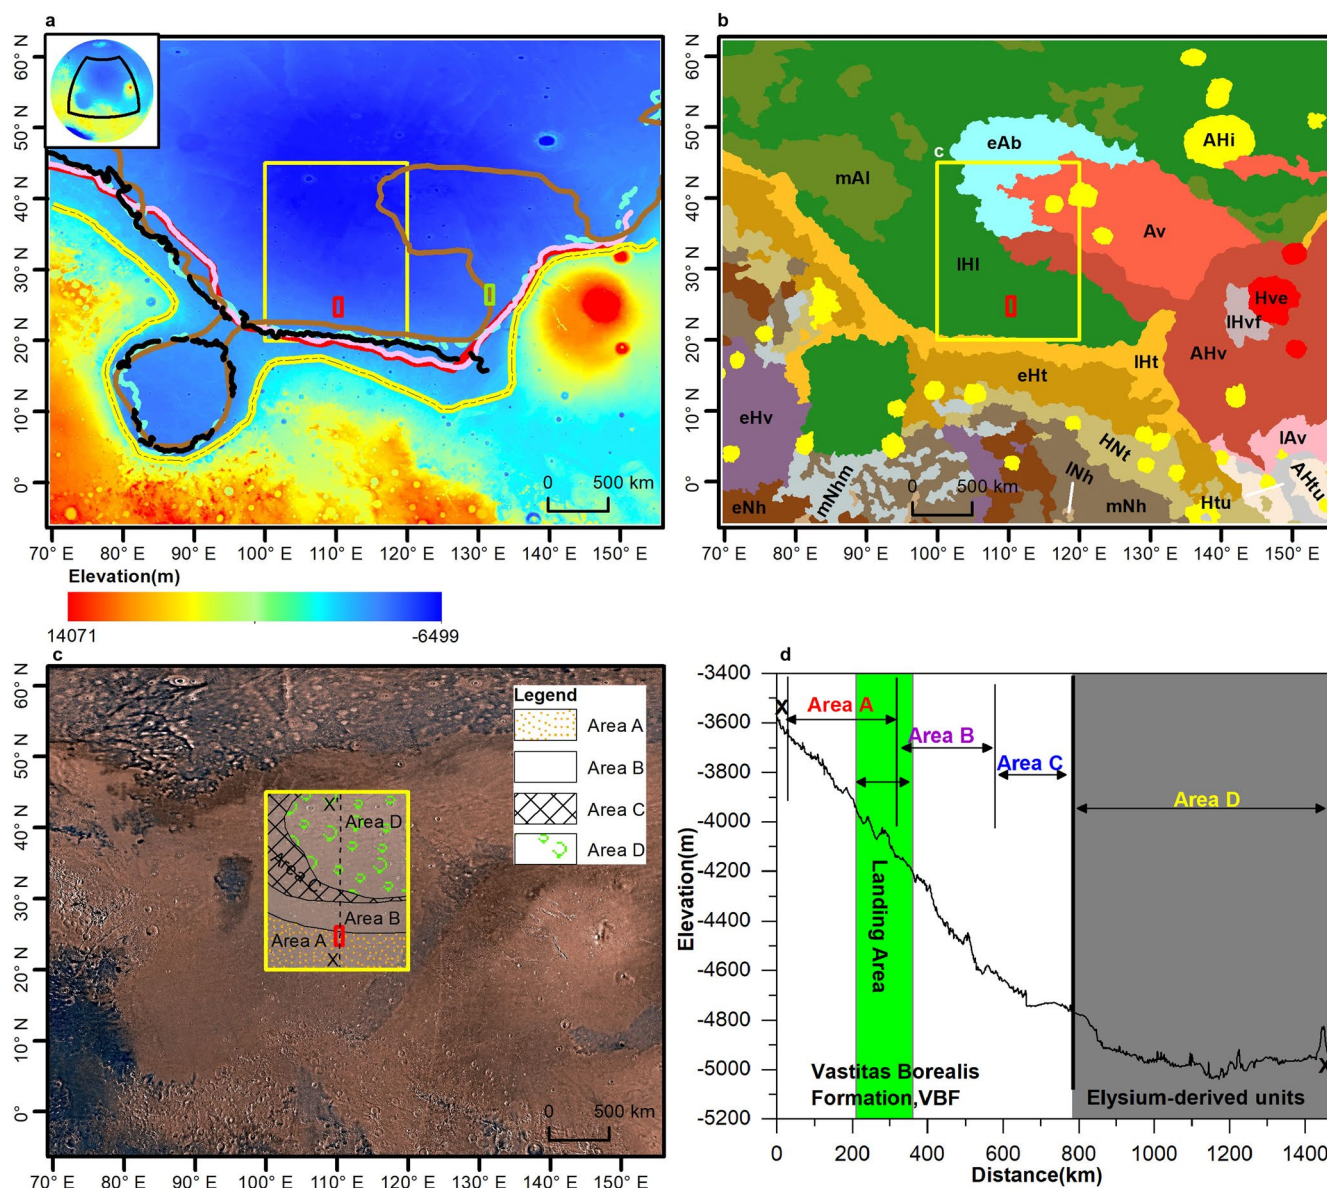 a
60° N
50° N
40° N
30° N
20° N
10° N
0°
0 500 km
70° E 80° E 90° E 100° E 110° E 120° E 130° E 140° E 150° E
Elevation(m)
14071 -6499
b
60° N
50° N
40° N
30° N
20° N
10° N
0°
c
eAb
AHi
mAl
Av
lHl
Hve
lHvf
AHv
lHt
eHt
eHv
HNt
lAv
lNh
AHtu
mNhm
Htu
eNh
mNh
0 500 km
70° E 80° E 90° E 100° E 110° E 120° E 130° E 140° E 150° E
c
60° N
50° N
40° N
30° N
20° N
10° N
0°
Legend
Area A
Area B
Area C
Area D
X'
Area D
Area C
Area B
Area A
X
0 500 km
70° E 80° E 90° E 100° E 110° E 120° E 130° E 140° E 150° E
d
-3400
-3600
-3800
-4000
-4200
-4400
-4600
-4800
-5000
-5200
Elevation(m)
X
Area A
Area B
Area C
Area D
Landing Area
Vastitas Borealis
Formation,VBF
Elysium-derived units
0 200 400 600 800 1000 1200 1400
Distance(km)